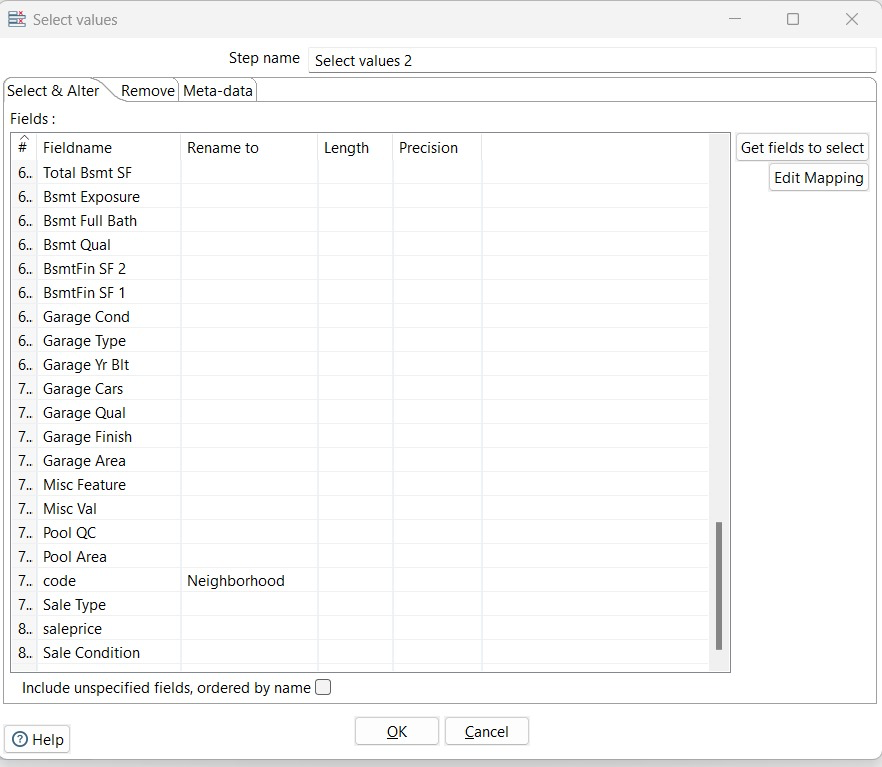 Select values
Step name Select values 2
Select & Alter Remove Meta-data
Fields :
# Fieldname Rename to Length Precision
6.. Total Bsmt SF
6.. Bsmt Exposure
6.. Bsmt Full Bath
6.. Bsmt Qual
6.. BsmtFin SF 2
6.. BsmtFin SF 1
6.. Garage Cond
6.. Garage Type
6.. Garage Yr Blt
7.. Garage Cars
7.. Garage Qual
7.. Garage Finish
7.. Garage Area
7.. Misc Feature
7.. Misc Val
7.. Pool QC
7.. Pool Area
7.. code Neighborhood
7.. Sale Type
8.. saleprice
8.. Sale Condition
Get fields to select
Edit Mapping
Include unspecified fields, ordered by name
Help
OK Cancel